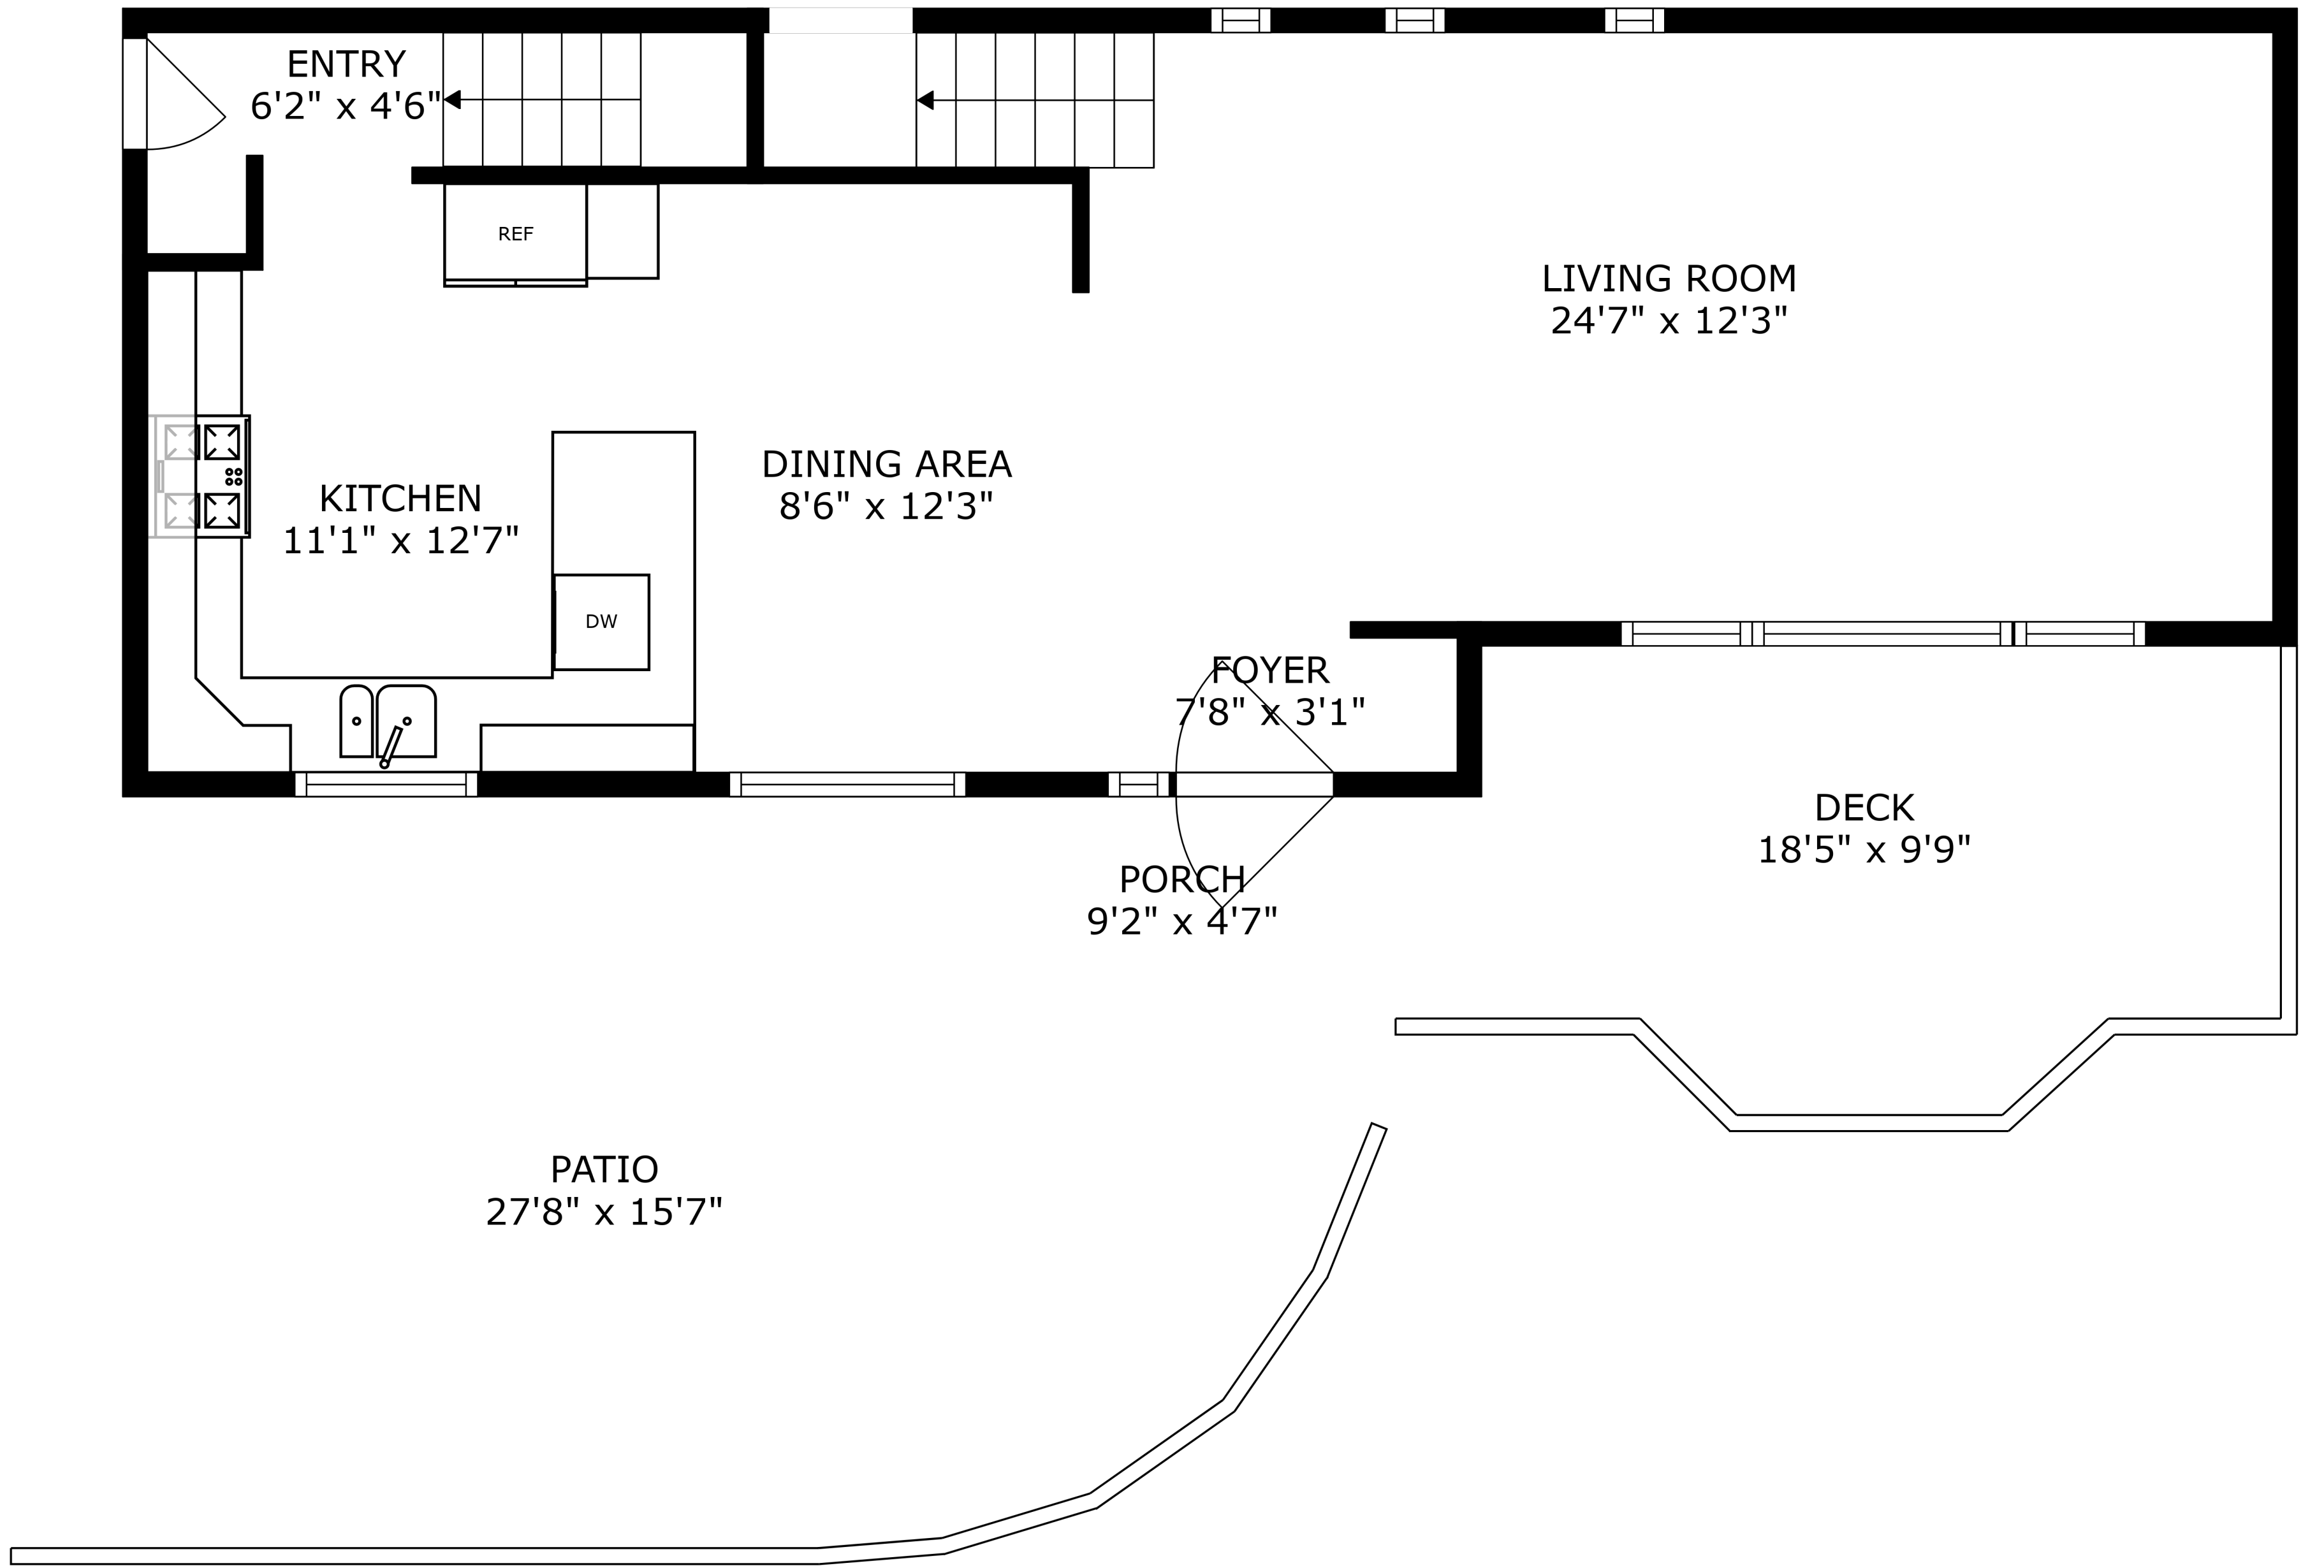 ENTRY
6'2" x 4'6"
REF
LIVING ROOM
24'7" x 12'3"
DINING AREA
8'6" x 12'3"
KITCHEN
11'1" x 12'7"
DW
FOYER
7'8" x 3'1"
DECK
18'5" x 9'9"
PORCH
9'2" x 4'7"
PATIO
27'8" x 15'7"